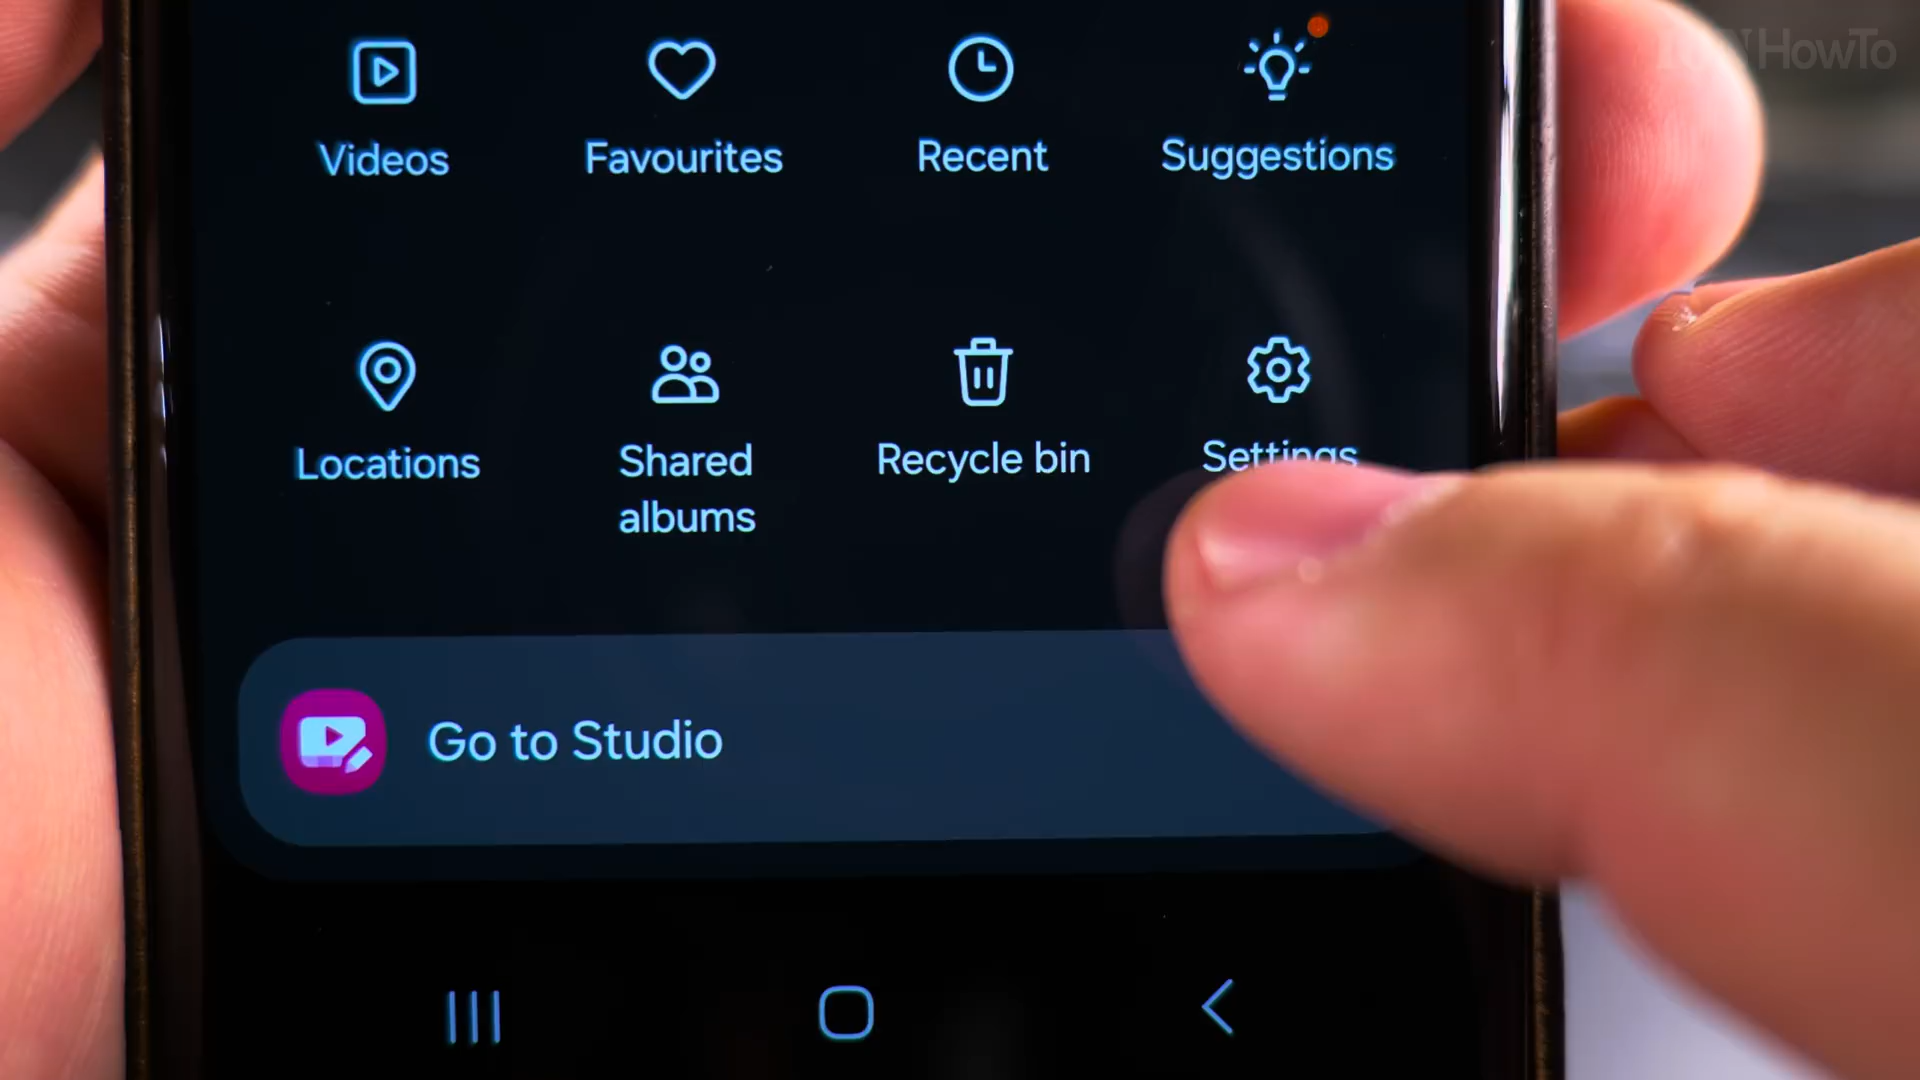 HowTo
Videos
Favourites
Recent
Suggestions
Locations
Shared
albums
Recycle bin
Settings
Go to Studio